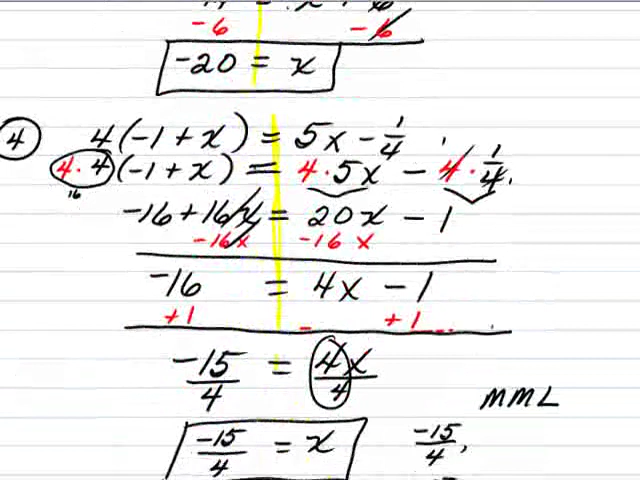 -6 -6
-20 = x
4 4(-1+x) = 5x - 1/4
4·4(-1+x) = 4·5x - 4·1/4
16
-16+16x = 20x - 1
-16x -16x
-16 = 4x - 1
+1 +1
-15/4 = 4x/4
MML
-15/4 = x -15/4,